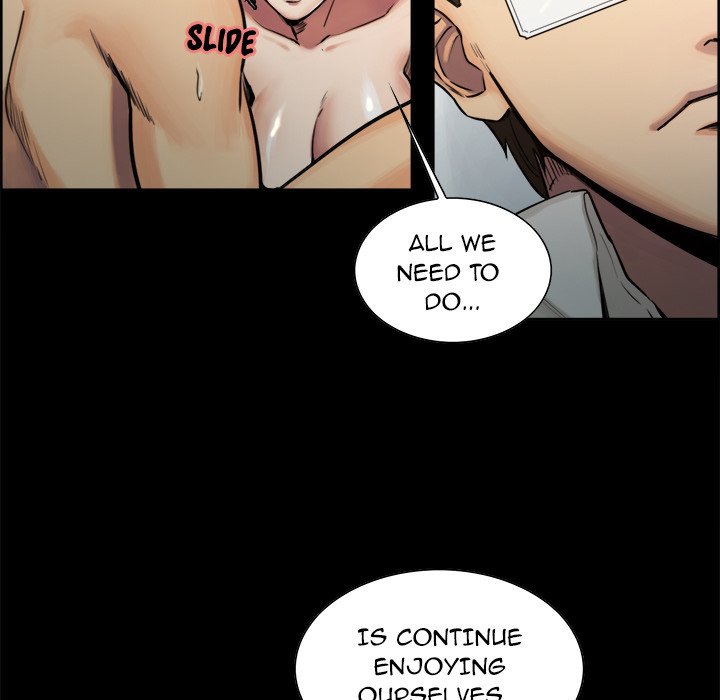 SLIDE
ALL WE
NEED TO
DO...
IS CONTINUE
ENJOYING
OURSELVES